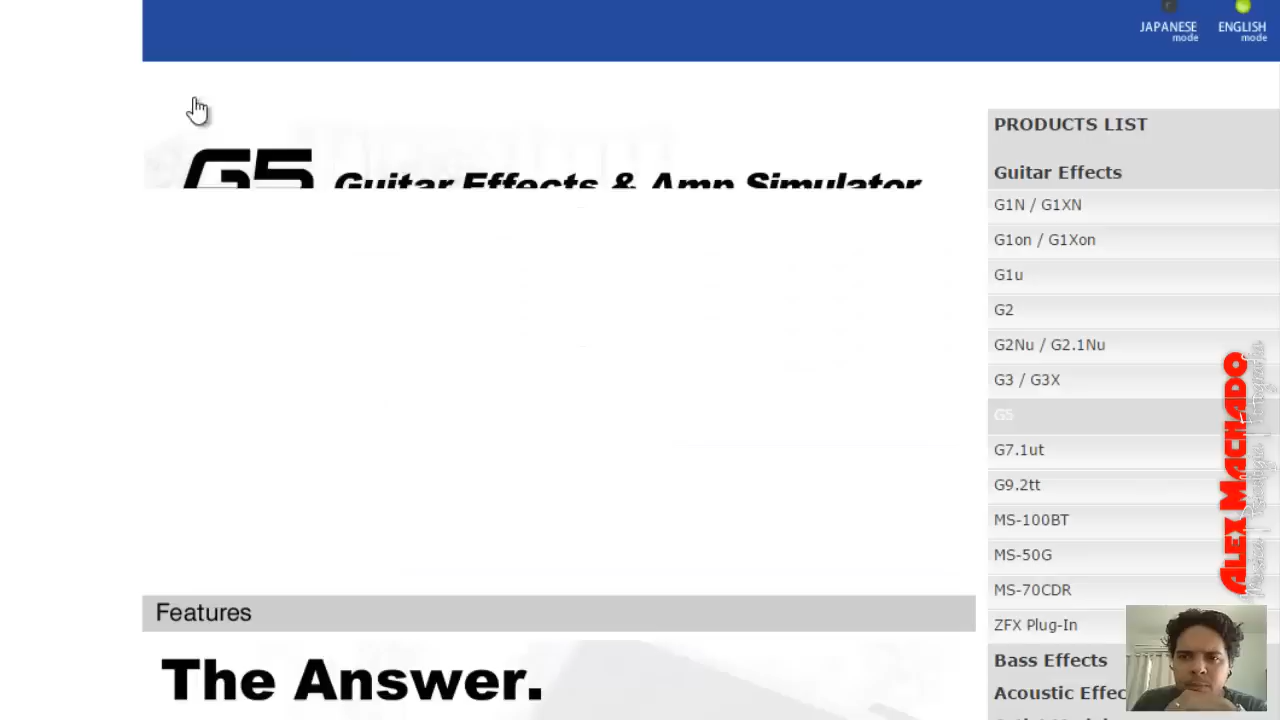 JAPANESE
mode
ENGLISH
mode
G5 Guitar Effects & Amp Simulator
PRODUCTS LIST
Guitar Effects
G1N / G1XN
G1on / G1Xon
G1u
G2
G2Nu / G2.1Nu
G3 / G3X
G5
G7.1ut
G9.2tt
MS-100BT
MS-50G
MS-70CDR
ZFX Plug-In
Bass Effects
Acoustic Effec
Features
The Answer.
ALEX MACHADO